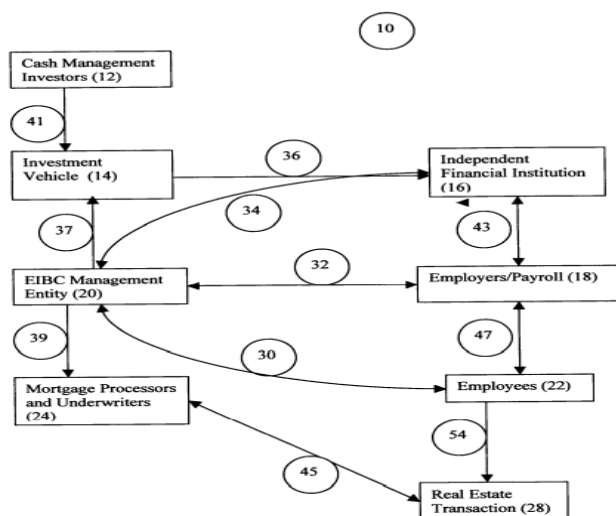 10
Cash Management
Investors (12)
41
Investment
Vehicle (14)
36
Independent
Financial Institution
(16)
34
37
43
EIBC Management
Entity (20)
32
Employers/Payroll (18)
39
47
30
Mortgage Processors
and Underwriters
(24)
Employees (22)
54
45
Real Estate
Transaction (28)